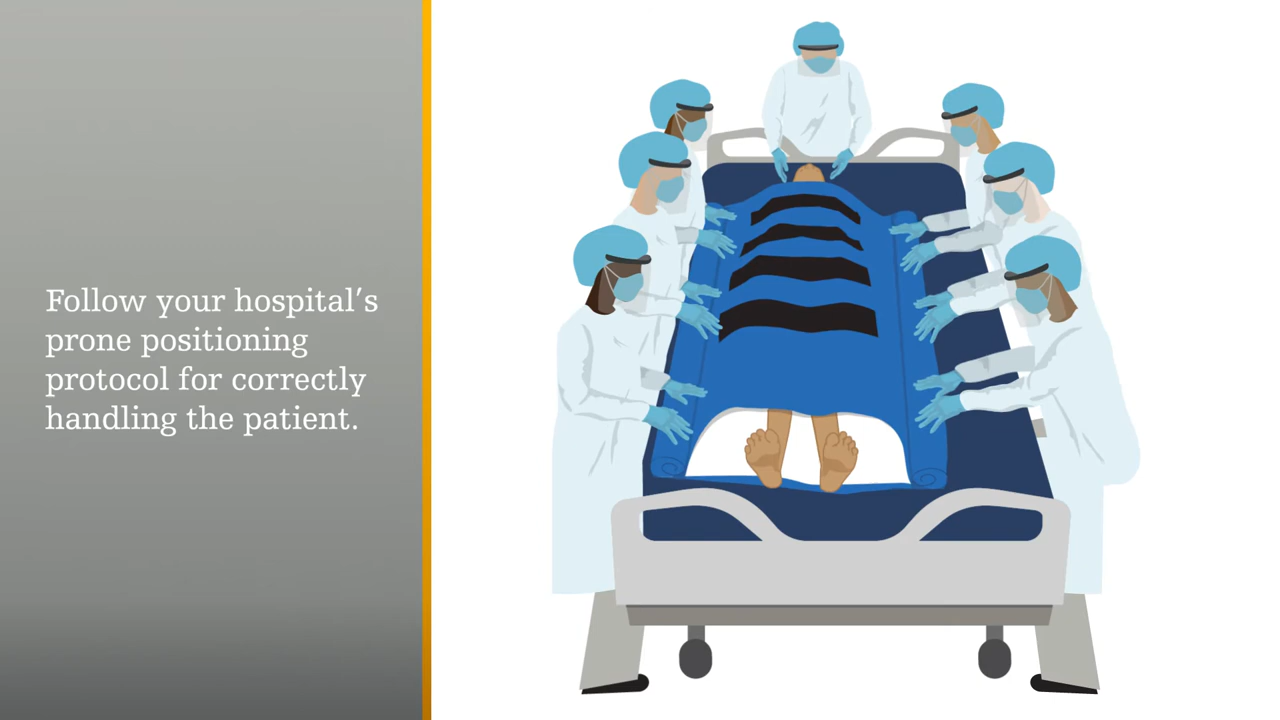 Follow your hospital's
prone positioning
protocol for correctly
handling the patient.